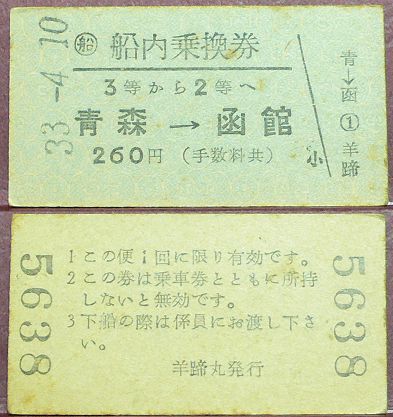 33-4.10
船 船内乗換券
3等から2等へ
青森→函館
260円（手数料共）
小
青→函
①
羊蹄
5638
1 この便1回に限り有効です。
2 この券は乗車券とともに所持
しないと無効です。
3 下船の際は係員にお渡し下さ
い。
羊蹄丸発行
5638